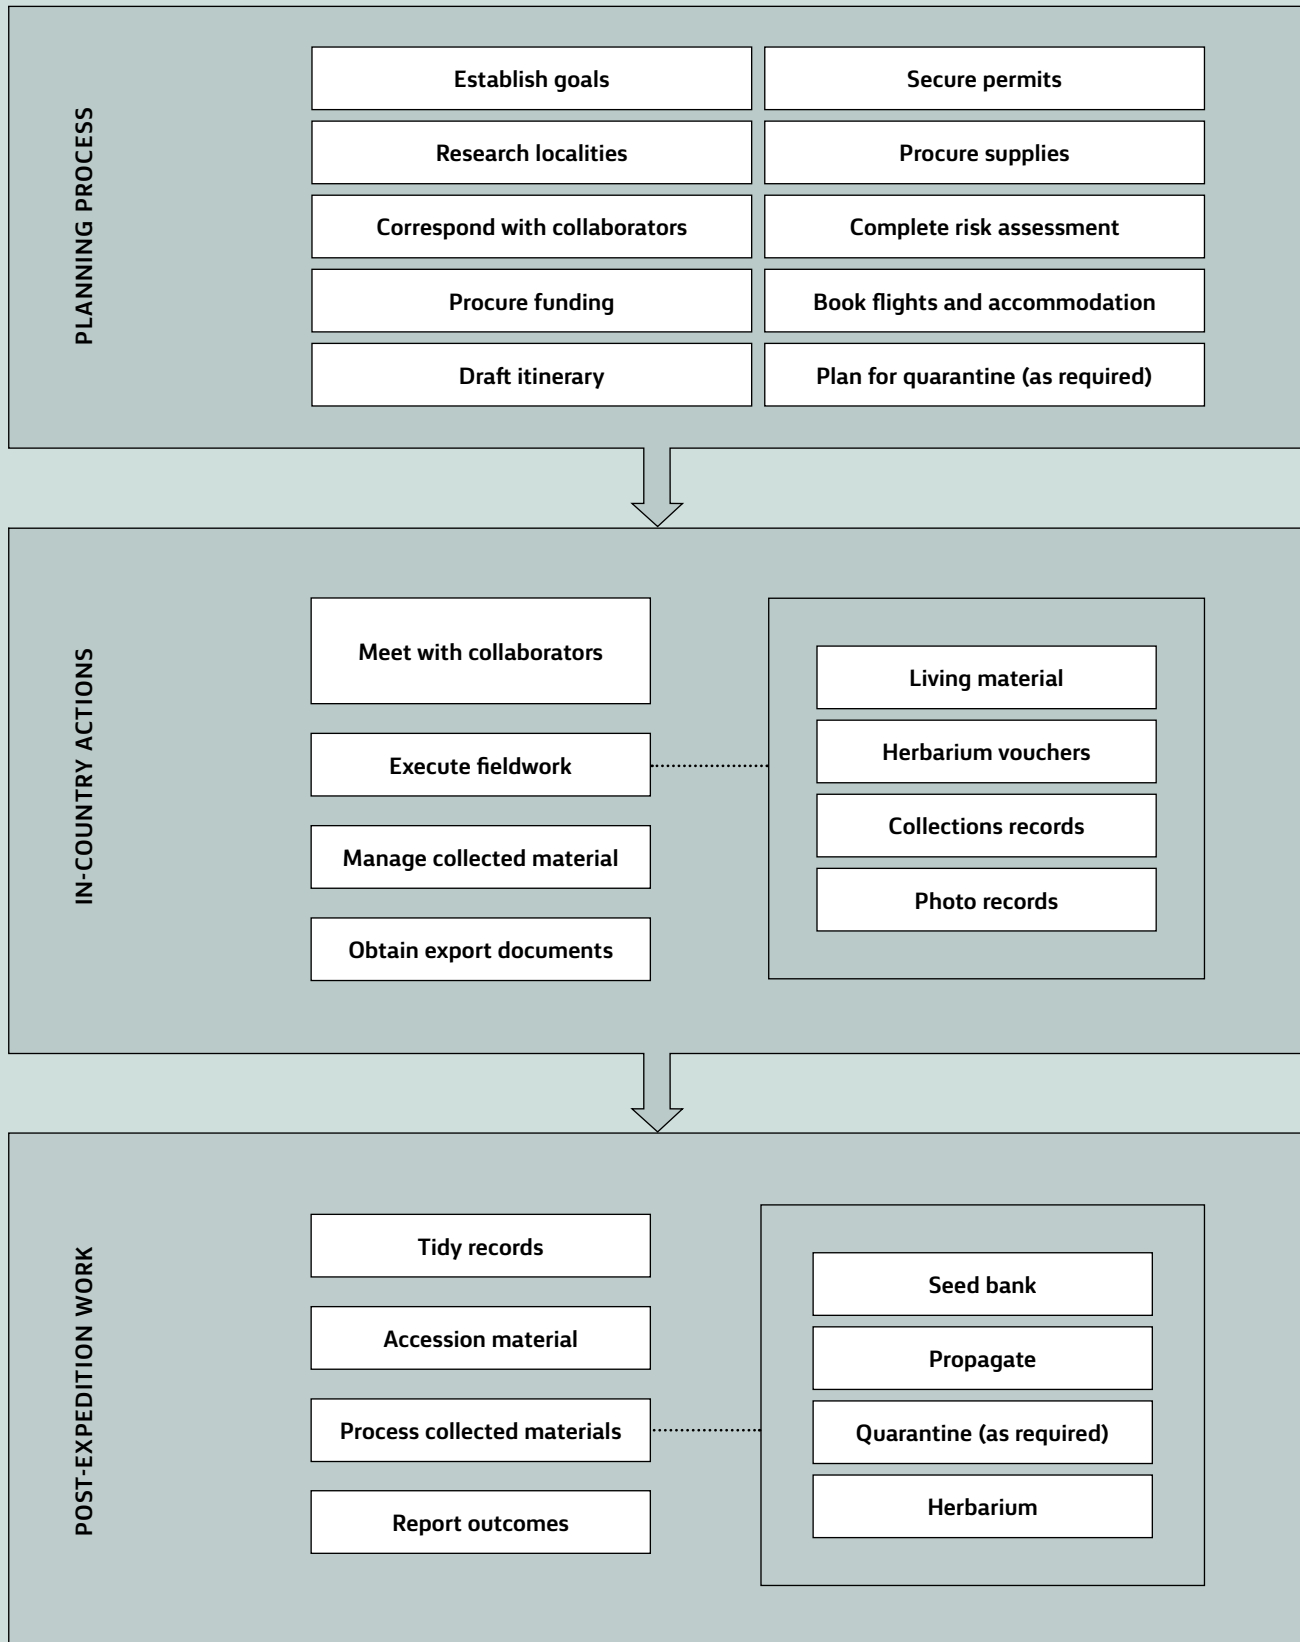 PLANNING PROCESS
Establish goals
Research localities
Correspond with collaborators
Procure funding
Draft itinerary
Secure permits
Procure supplies
Complete risk assessment
Book flights and accommodation
Plan for quarantine (as required)
IN-COUNTRY ACTIONS
Meet with collaborators
Execute fieldwork
Manage collected material
Obtain export documents
Living material
Herbarium vouchers
Collections records
Photo records
POST-EXPEDITION WORK
Tidy records
Accession material
Process collected materials
Report outcomes
Seed bank
Propagate
Quarantine (as required)
Herbarium